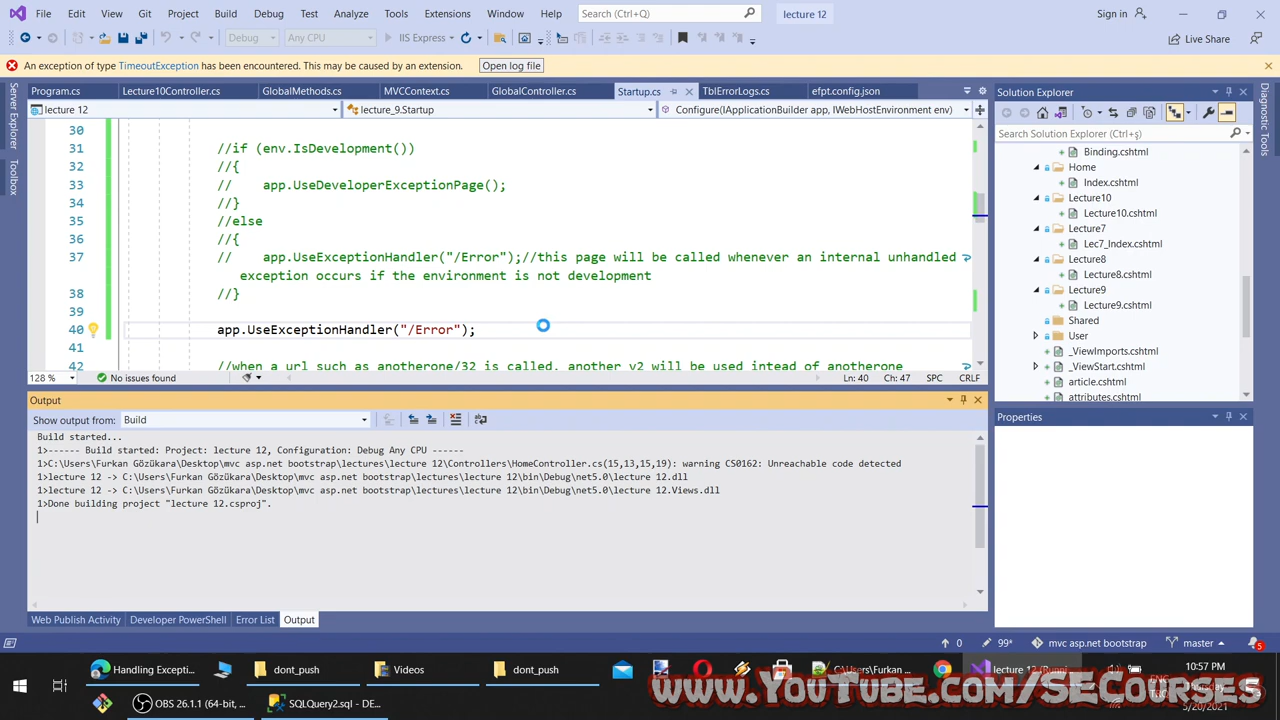 File Edit View Git Project Build Debug Test Analyze Tools Extensions Window Help Search (Ctrl+Q) lecture 12 Sign in
Debug Any CPU IIS Express Live Share
An exception of type TimeoutException has been encountered. This may be caused by an extension. Open log file
Program.cs Lecture10Controller.cs GlobalMethods.cs MVCContext.cs GlobalController.cs Startup.cs TblErrorLogs.cs efpt.config.json
lecture 12 lecture_9.Startup Configure(IApplicationBuilder app, IWebHostEnvironment env)
30
31 //if (env.IsDevelopment())
32 //{
33 // app.UseDeveloperExceptionPage();
34 //}
35 //else
36 //{
37 // app.UseExceptionHandler("/Error");//this page will be called whenever an internal unhandled
exception occurs if the environment is not development
38 //}
39
40 app.UseExceptionHandler("/Error");
41
42 //when a url such as anotherone/32 is called, another v2 will be used intead of anotherone
128 % No issues found Ln: 40 Ch: 47 SPC CRLF
Output
Show output from: Build
Build started...
1>------ Build started: Project: lecture 12, Configuration: Debug Any CPU ------
1>C:\Users\Furkan Gözükara\Desktop\mvc asp.net bootstrap\lectures\lecture 12\Controllers\HomeController.cs(15,13,15,19): warning CS0162: Unreachable code detected
1>lecture 12 -> C:\Users\Furkan Gözükara\Desktop\mvc asp.net bootstrap\lectures\lecture 12\bin\Debug\net5.0\lecture 12.dll
1>lecture 12 -> C:\Users\Furkan Gözükara\Desktop\mvc asp.net bootstrap\lectures\lecture 12\bin\Debug\net5.0\lecture 12.Views.dll
1>Done building project "lecture 12.csproj".
Web Publish Activity Developer PowerShell Error List Output
Server Explorer
Toolbox
Solution Explorer
Search Solution Explorer (Ctrl+ş)
Binding.cshtml
Home
Index.cshtml
Lecture10
Lecture10.cshtml
Lecture7
Lec7_Index.cshtml
Lecture8
Lecture8.cshtml
Lecture9
Lecture9.cshtml
Shared
User
_ViewImports.cshtml
_ViewStart.cshtml
article.cshtml
attributes.cshtml
Properties
Diagnostic Tools
0 99* mvc asp.net bootstrap master 5
Handling Excepti... dont_push Videos dont_push C:\Users\Furkan ... lecture 12 (Runni... 10:57 PM
OBS 26.1.1 (64-bit, ... SQLQuery2.sql - DE... 5/20/2021
www.YouTube.com/SECourses